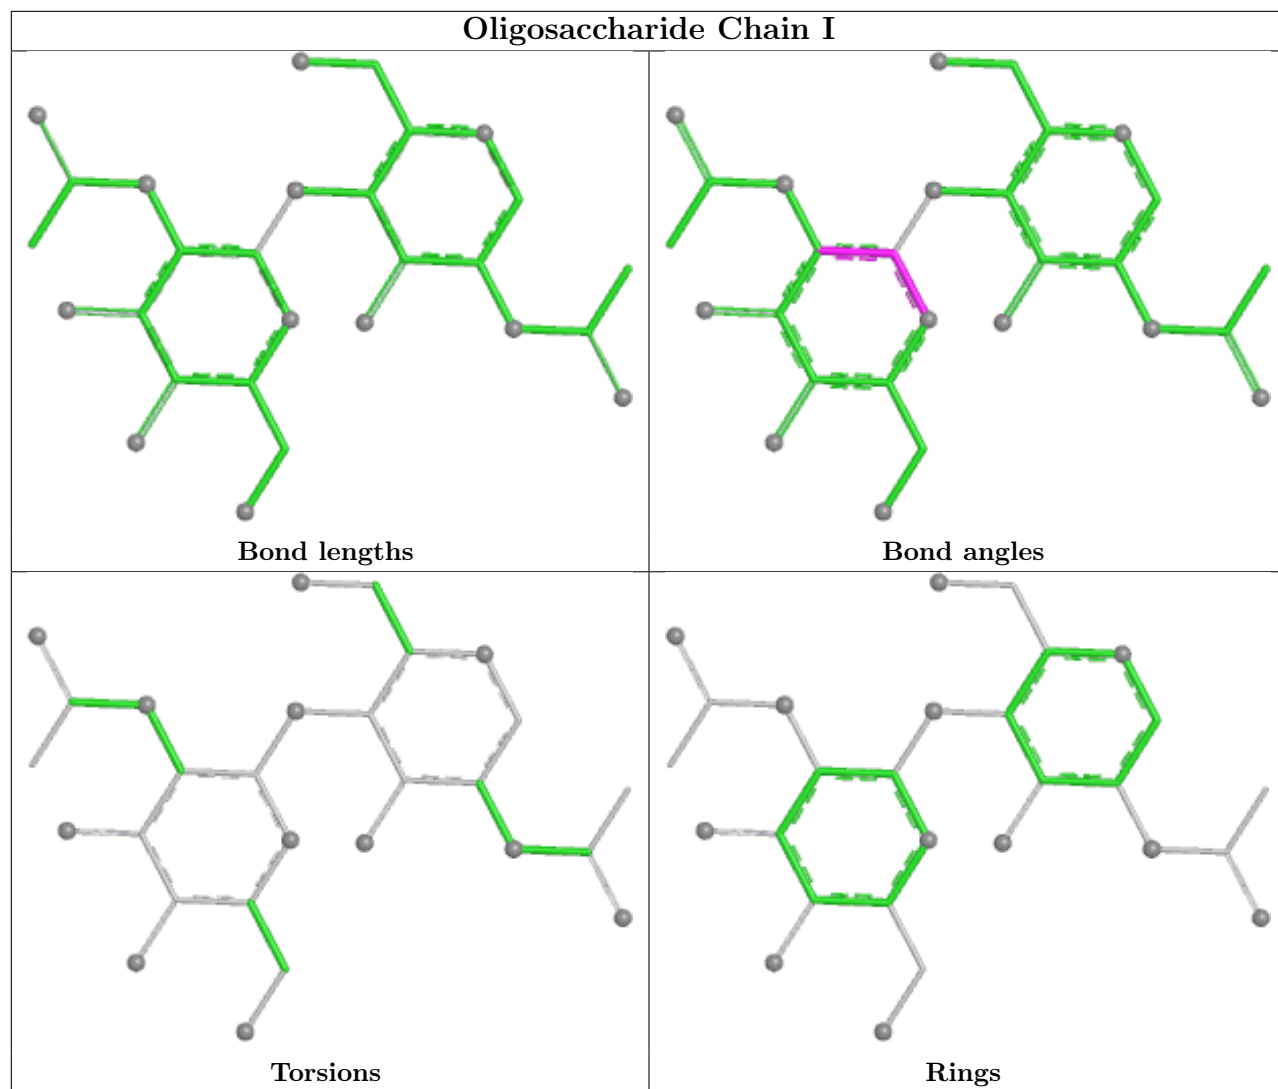 Oligosaccharide Chain I
Bond lengths
Bond angles
Torsions
Rings